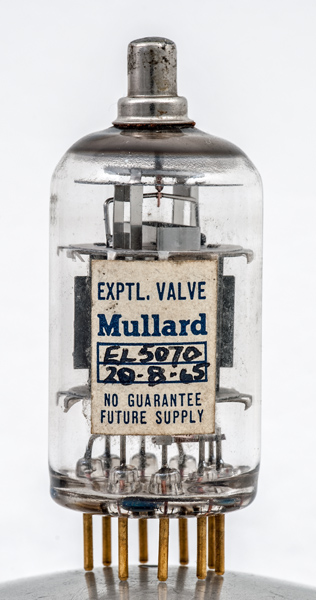 EXPTL. VALVE
Mullard
EL5070
20-8-65
NO GUARANTEE
FUTURE SUPPLY